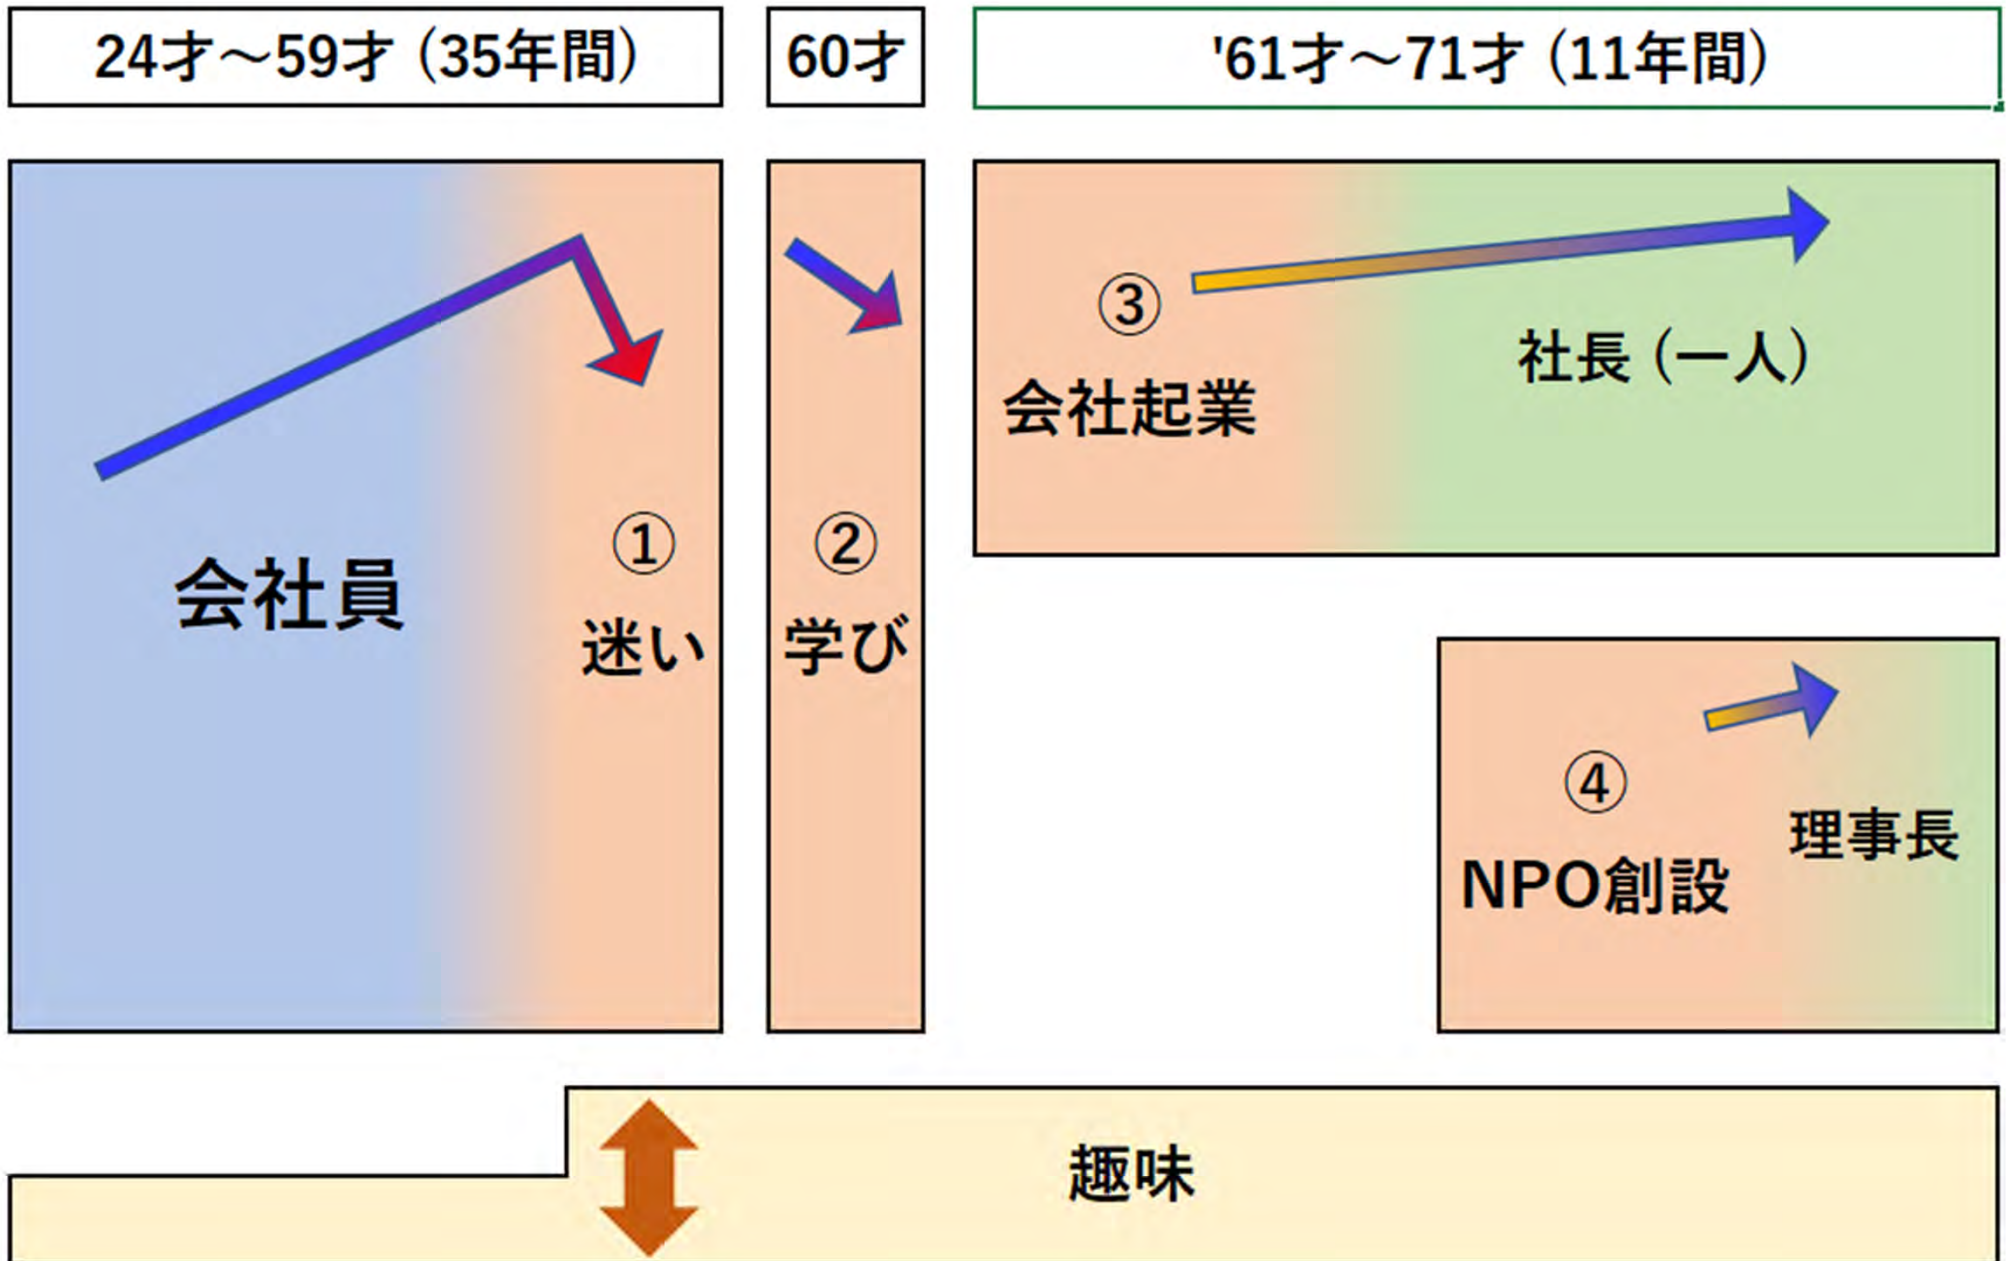 24才～59才（35年間）
60才
'61才～71才（11年間）
会社員
①
迷い
②
学び
③
会社起業
社長（一人）
④
NPO創設
理事長
趣味